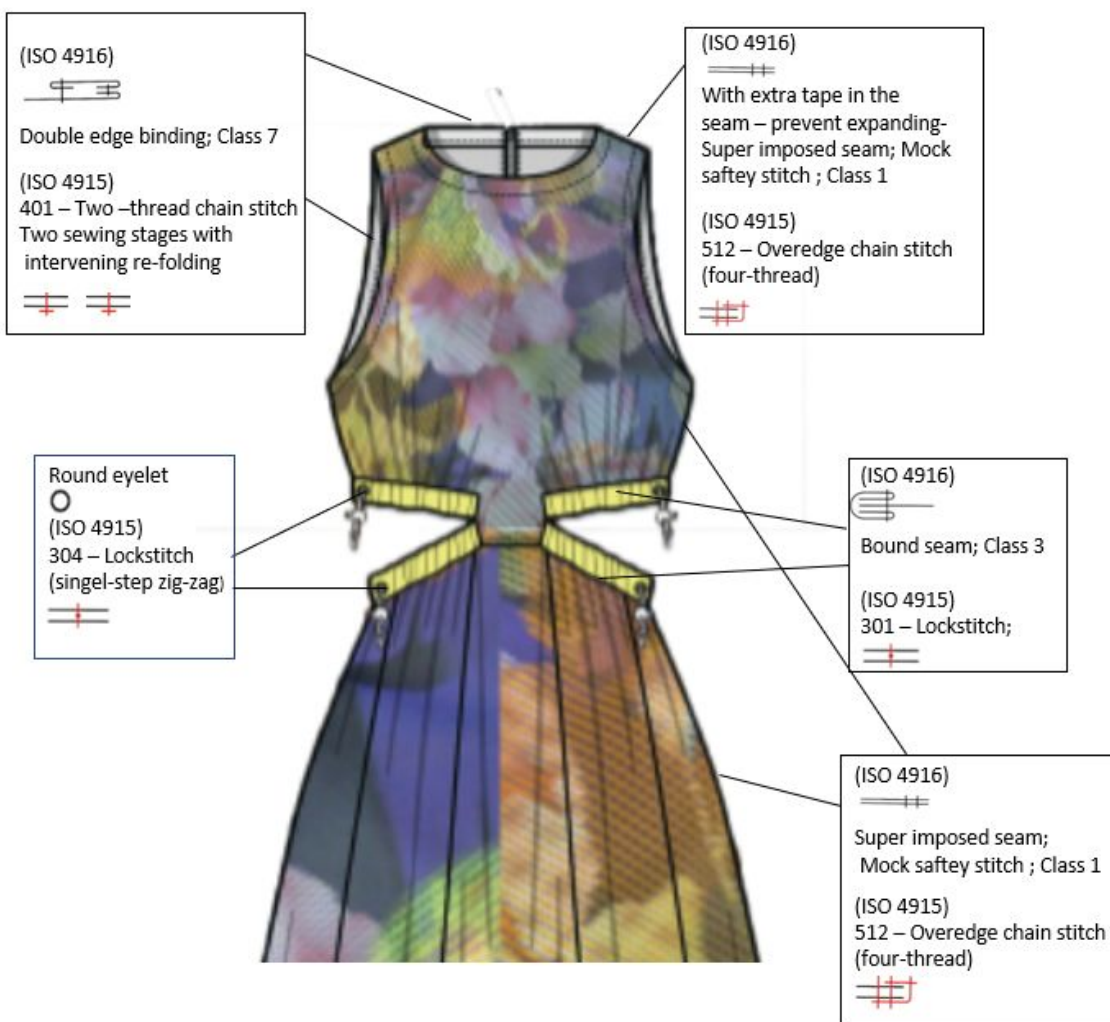 (ISO 4916)
Double edge binding; Class 7
(ISO 4915)
401 – Two –thread chain stitch
Two sewing stages with
intervening re-folding
(ISO 4916)
With extra tape in the
seam – prevent expanding-
Super imposed seam; Mock
saftey stitch ; Class 1
(ISO 4915)
512 – Overedge chain stitch
(four-thread)
Round eyelet
(ISO 4915)
304 – Lockstitch
(singel-step zig-zag)
(ISO 4916)
Bound seam; Class 3
(ISO 4915)
301 – Lockstitch;
(ISO 4916)
Super imposed seam;
Mock saftey stitch ; Class 1
(ISO 4915)
512 – Overedge chain stitch
(four-thread)